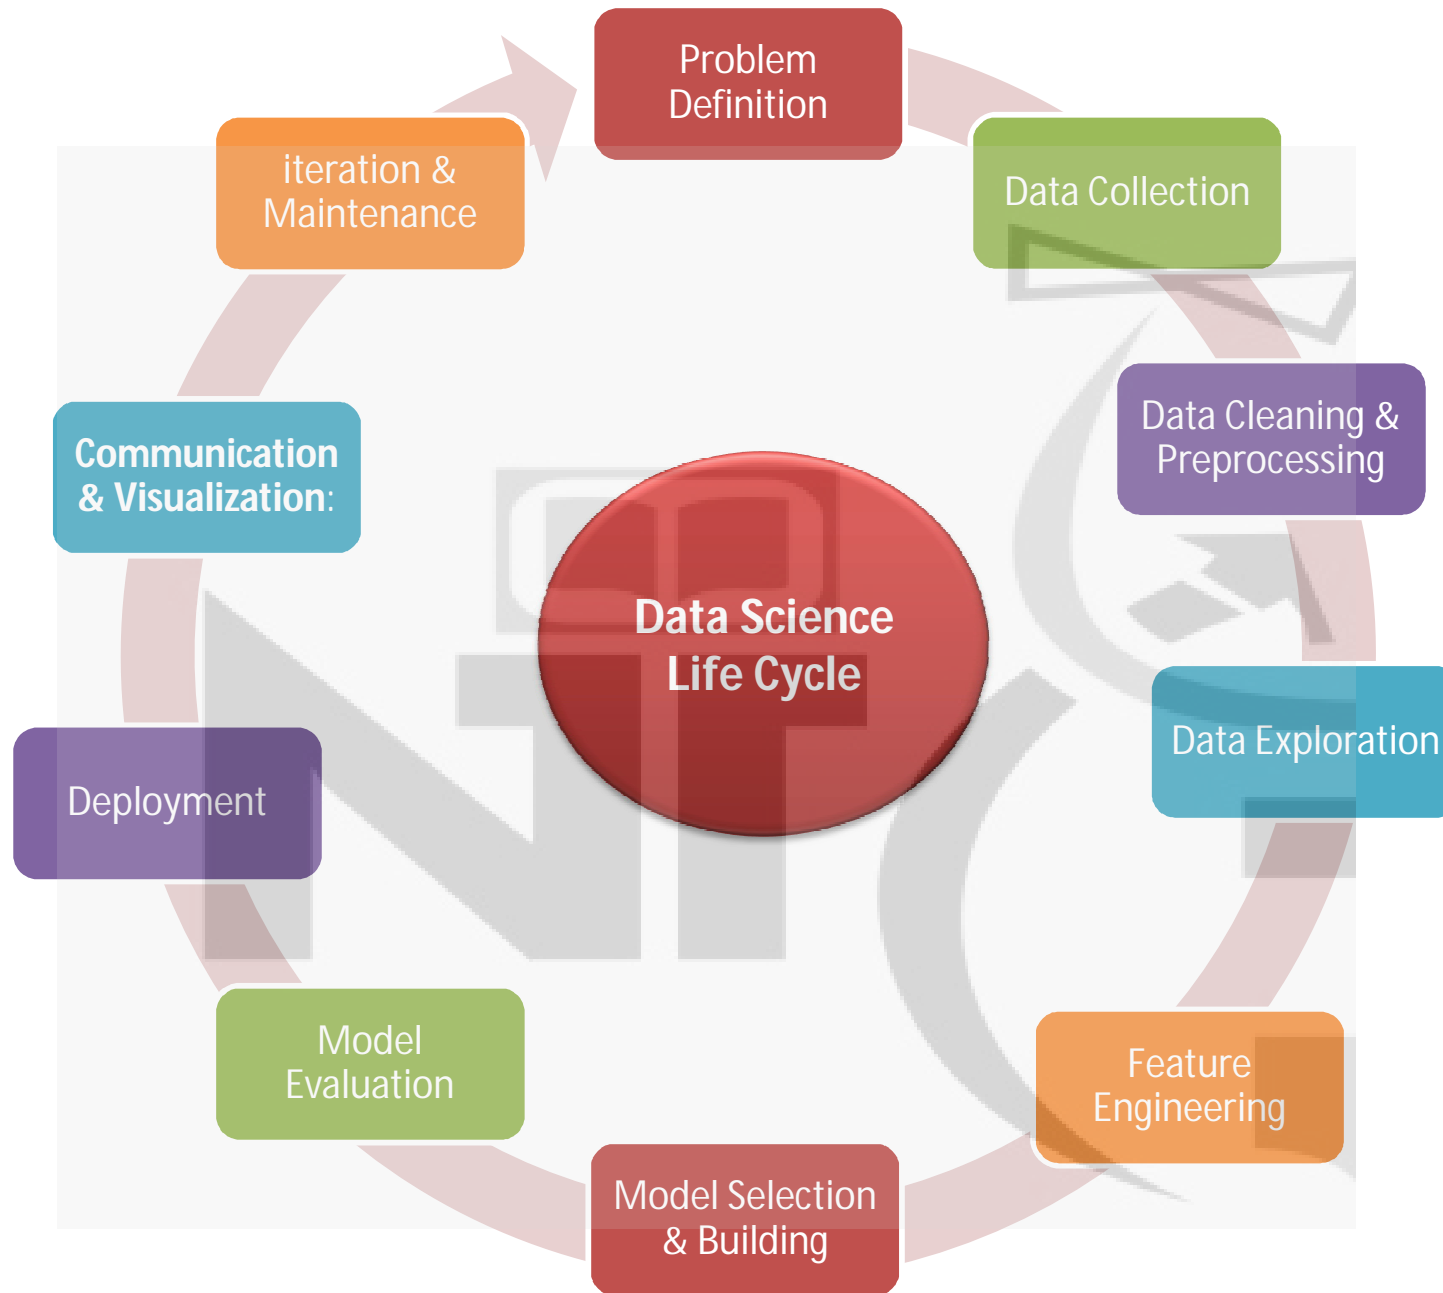 Problem
Definition
Data Collection
Data Cleaning &
Preprocessing
Data Exploration
Feature
Engineering
Model Selection
& Building
Model
Evaluation
Deployment
Communication
& Visualization:
iteration &
Maintenance
Data Science
Life Cycle